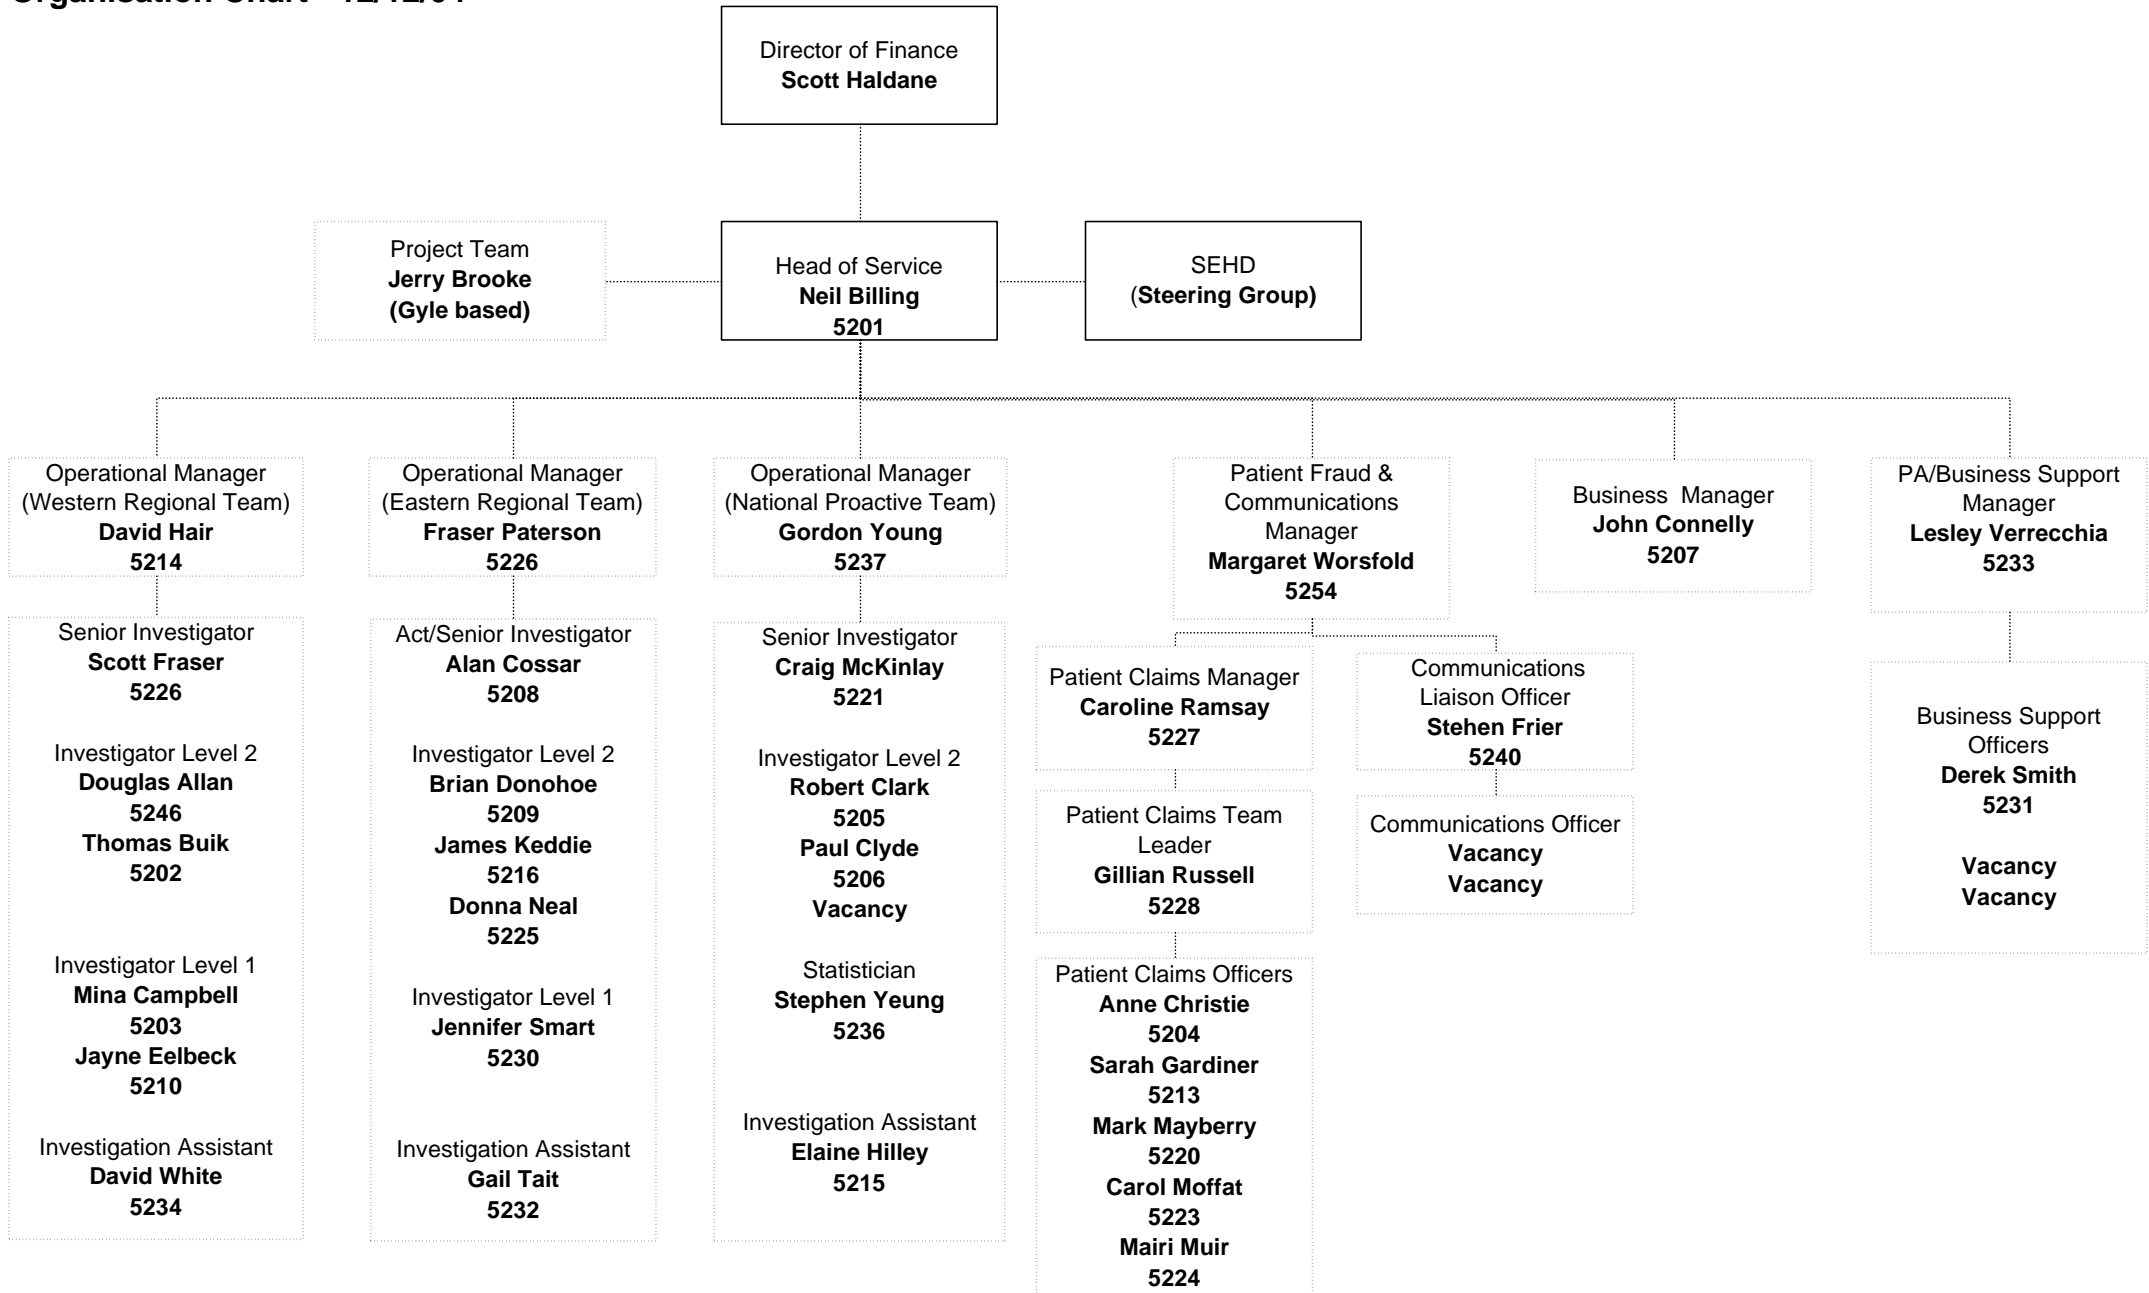 Organisation Chart - 12/12/04
Director of Finance
Scott Haldane
Project Team
Jerry Brooke
(Gyle based)
Head of Service
Neil Billing
5201
SEHD
(Steering Group)
Operational Manager
(Western Regional Team)
David Hair
5214
Operational Manager
(Eastern Regional Team)
Fraser Paterson
5226
Operational Manager
(National Proactive Team)
Gordon Young
5237
Patient Fraud &
Communications
Manager
Margaret Worsfold
5254
Business  Manager
John Connelly
5207
PA/Business Support
Manager
Lesley Verrecchia
5233
Senior Investigator
Scott Fraser
5226
Investigator Level 2
Douglas Allan
5246
Thomas Buik
5202
Investigator Level 1
Mina Campbell
5203
Jayne Eelbeck
5210
Investigation Assistant
David White
5234
Act/Senior Investigator
Alan Cossar
5208
Investigator Level 2
Brian Donohoe
5209
James Keddie
5216
Donna Neal
5225
Investigator Level 1
Jennifer Smart
5230
Investigation Assistant
Gail Tait
5232
Senior Investigator
Craig McKinlay
5221
Investigator Level 2
Robert Clark
5205
Paul Clyde
5206
Vacancy
Statistician
Stephen Yeung
5236
Investigation Assistant
Elaine Hilley
5215
Patient Claims Manager
Caroline Ramsay
5227
Patient Claims Team
Leader
Gillian Russell
5228
Patient Claims Officers
Anne Christie
5204
Sarah Gardiner
5213
Mark Mayberry
5220
Carol Moffat
5223
Mairi Muir
5224
Communications
Liaison Officer
Stehen Frier
5240
Communications Officer
Vacancy
Vacancy
Business Support
Officers
Derek Smith
5231
Vacancy
Vacancy